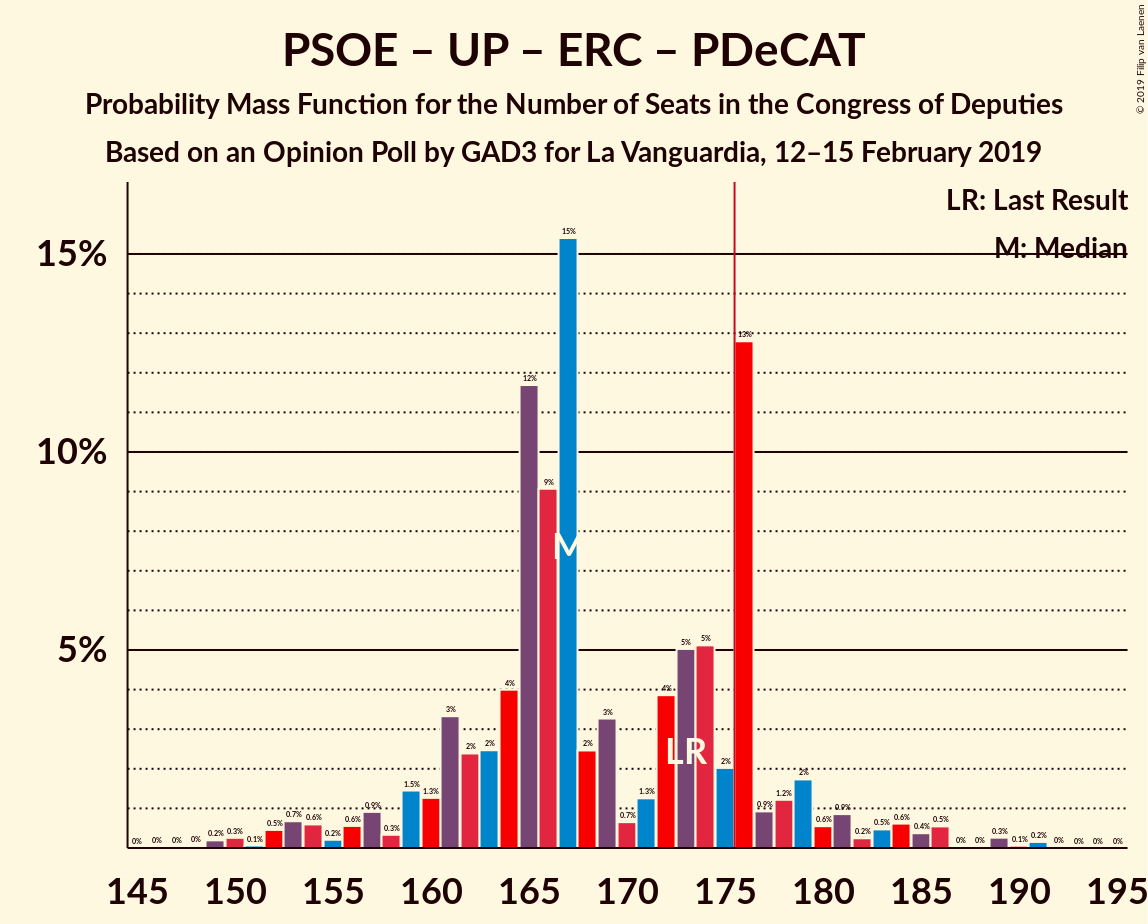 PSOE – UP – ERC – PDeCAT
Probability Mass Function for the Number of Seats in the Congress of Deputies
Based on an Opinion Poll by GAD3 for La Vanguardia, 12–15 February 2019
© 2019 Filip van Laenen
LR: Last Result
M: Median
15%
10%
5%
0% 0% 0% 0% 0.2% 0.3% 0.1% 0.5% 0.7% 0.6% 0.2% 0.6% 0.9% 0.3% 1.5% 1.3% 3% 2% 2% 4% 12% 9% 15% 2% 3% 0.7% 1.3% 4% 5% 5% 2% 13% 0.9% 1.2% 2% 0.6% 0.9% 0.2% 0.5% 0.6% 0.4% 0.5% 0% 0% 0.3% 0.1% 0.2% 0% 0% 0% 0%
M
LR
145 150 155 160 165 170 175 180 185 190 195